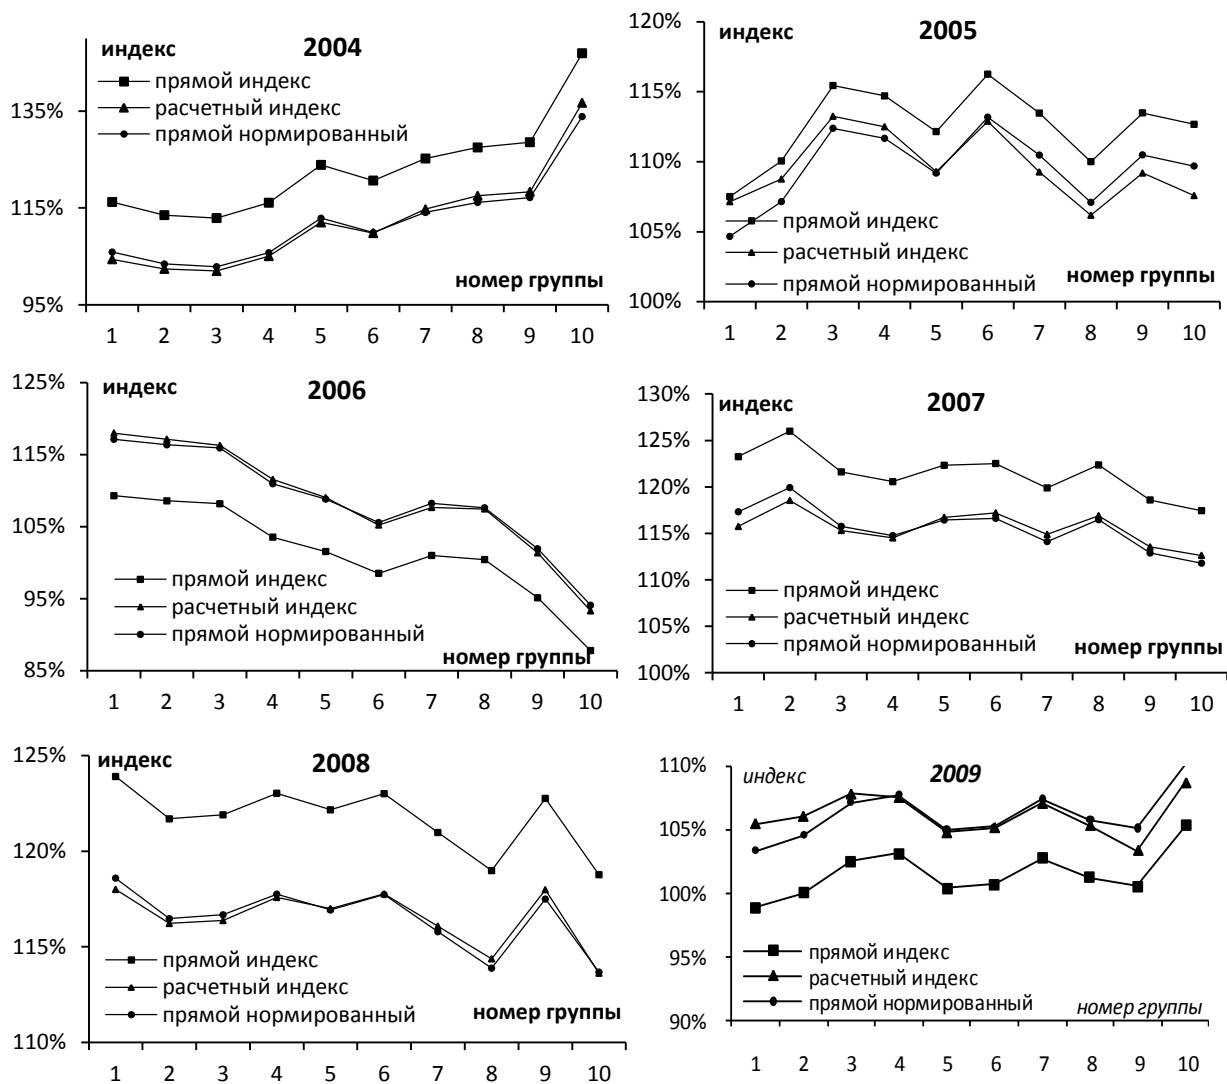 индекс 2004
прямой индекс
расчетный индекс
прямой нормированный
135%
115%
95%
номер группы
1 2 3 4 5 6 7 8 9 10
120%
индекс 2005
115%
110%
105%
100%
прямой индекс
расчетный индекс
прямой нормированный
номер группы
1 2 3 4 5 6 7 8 9 10
125%
индекс 2006
115%
105%
95%
85%
прямой индекс
расчетный индекс
прямой нормированный
номер группы
1 2 3 4 5 6 7 8 9 10
130%
индекс 2007
125%
120%
115%
110%
105%
100%
прямой индекс
расчетный индекс
прямой нормированный
номер группы
1 2 3 4 5 6 7 8 9 10
125%
индекс 2008
120%
115%
110%
прямой индекс
расчетный индекс
прямой нормированный
номер группы
1 2 3 4 5 6 7 8 9 10
110%
индекс 2009
105%
100%
95%
90%
прямой индекс
расчетный индекс
прямой нормированный
номер группы
1 2 3 4 5 6 7 8 9 10